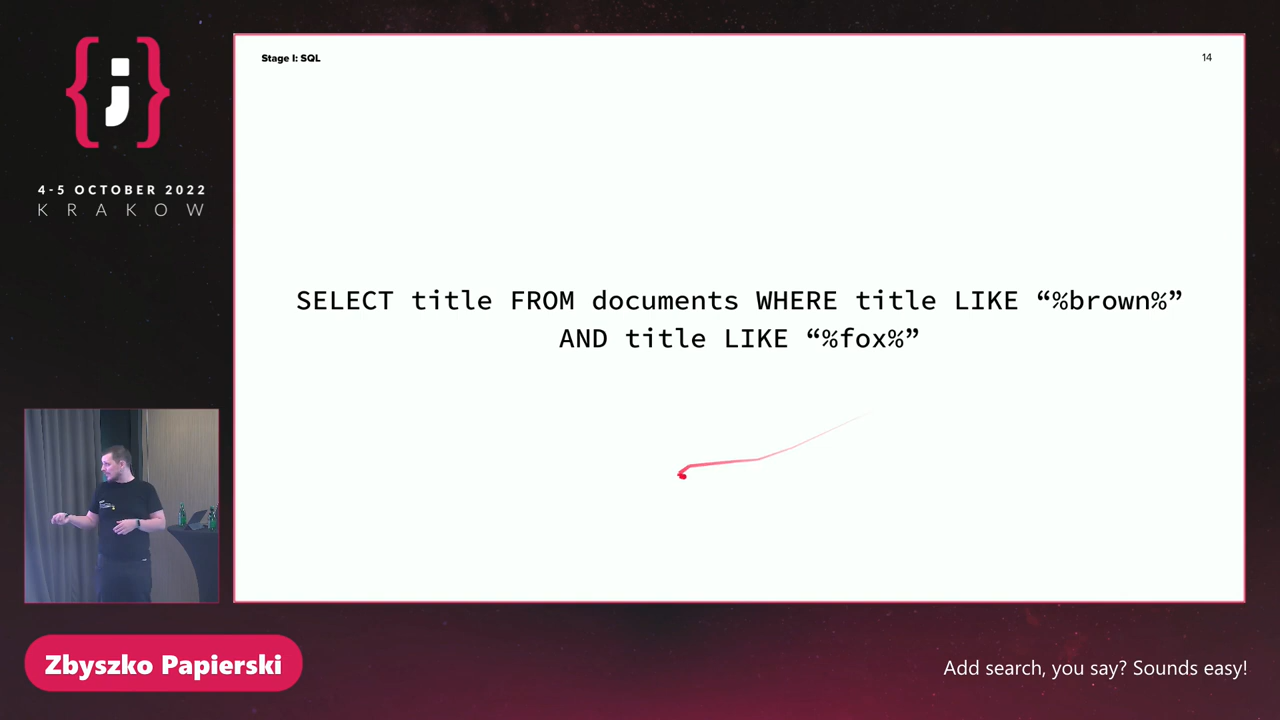 {;}
4-5 OCTOBER 2022
KRAKOW
Stage I: SQL
14
SELECT title FROM documents WHERE title LIKE “%brown%”
AND title LIKE “%fox%”
Zbyszko Papierski
Add search, you say? Sounds easy!